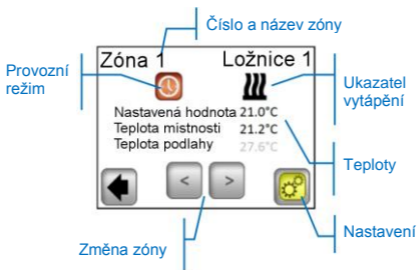 Číslo a název zóny
Zóna 1 Ložnice 1
Provozní
režim
Ukazatel
vytápění
Nastavená hodnota 21.0°C
Teplota mistnosti 21.2°C
Teplota podlahy 27.6°C
Teploty
< >
Nastavení
Změna zóny